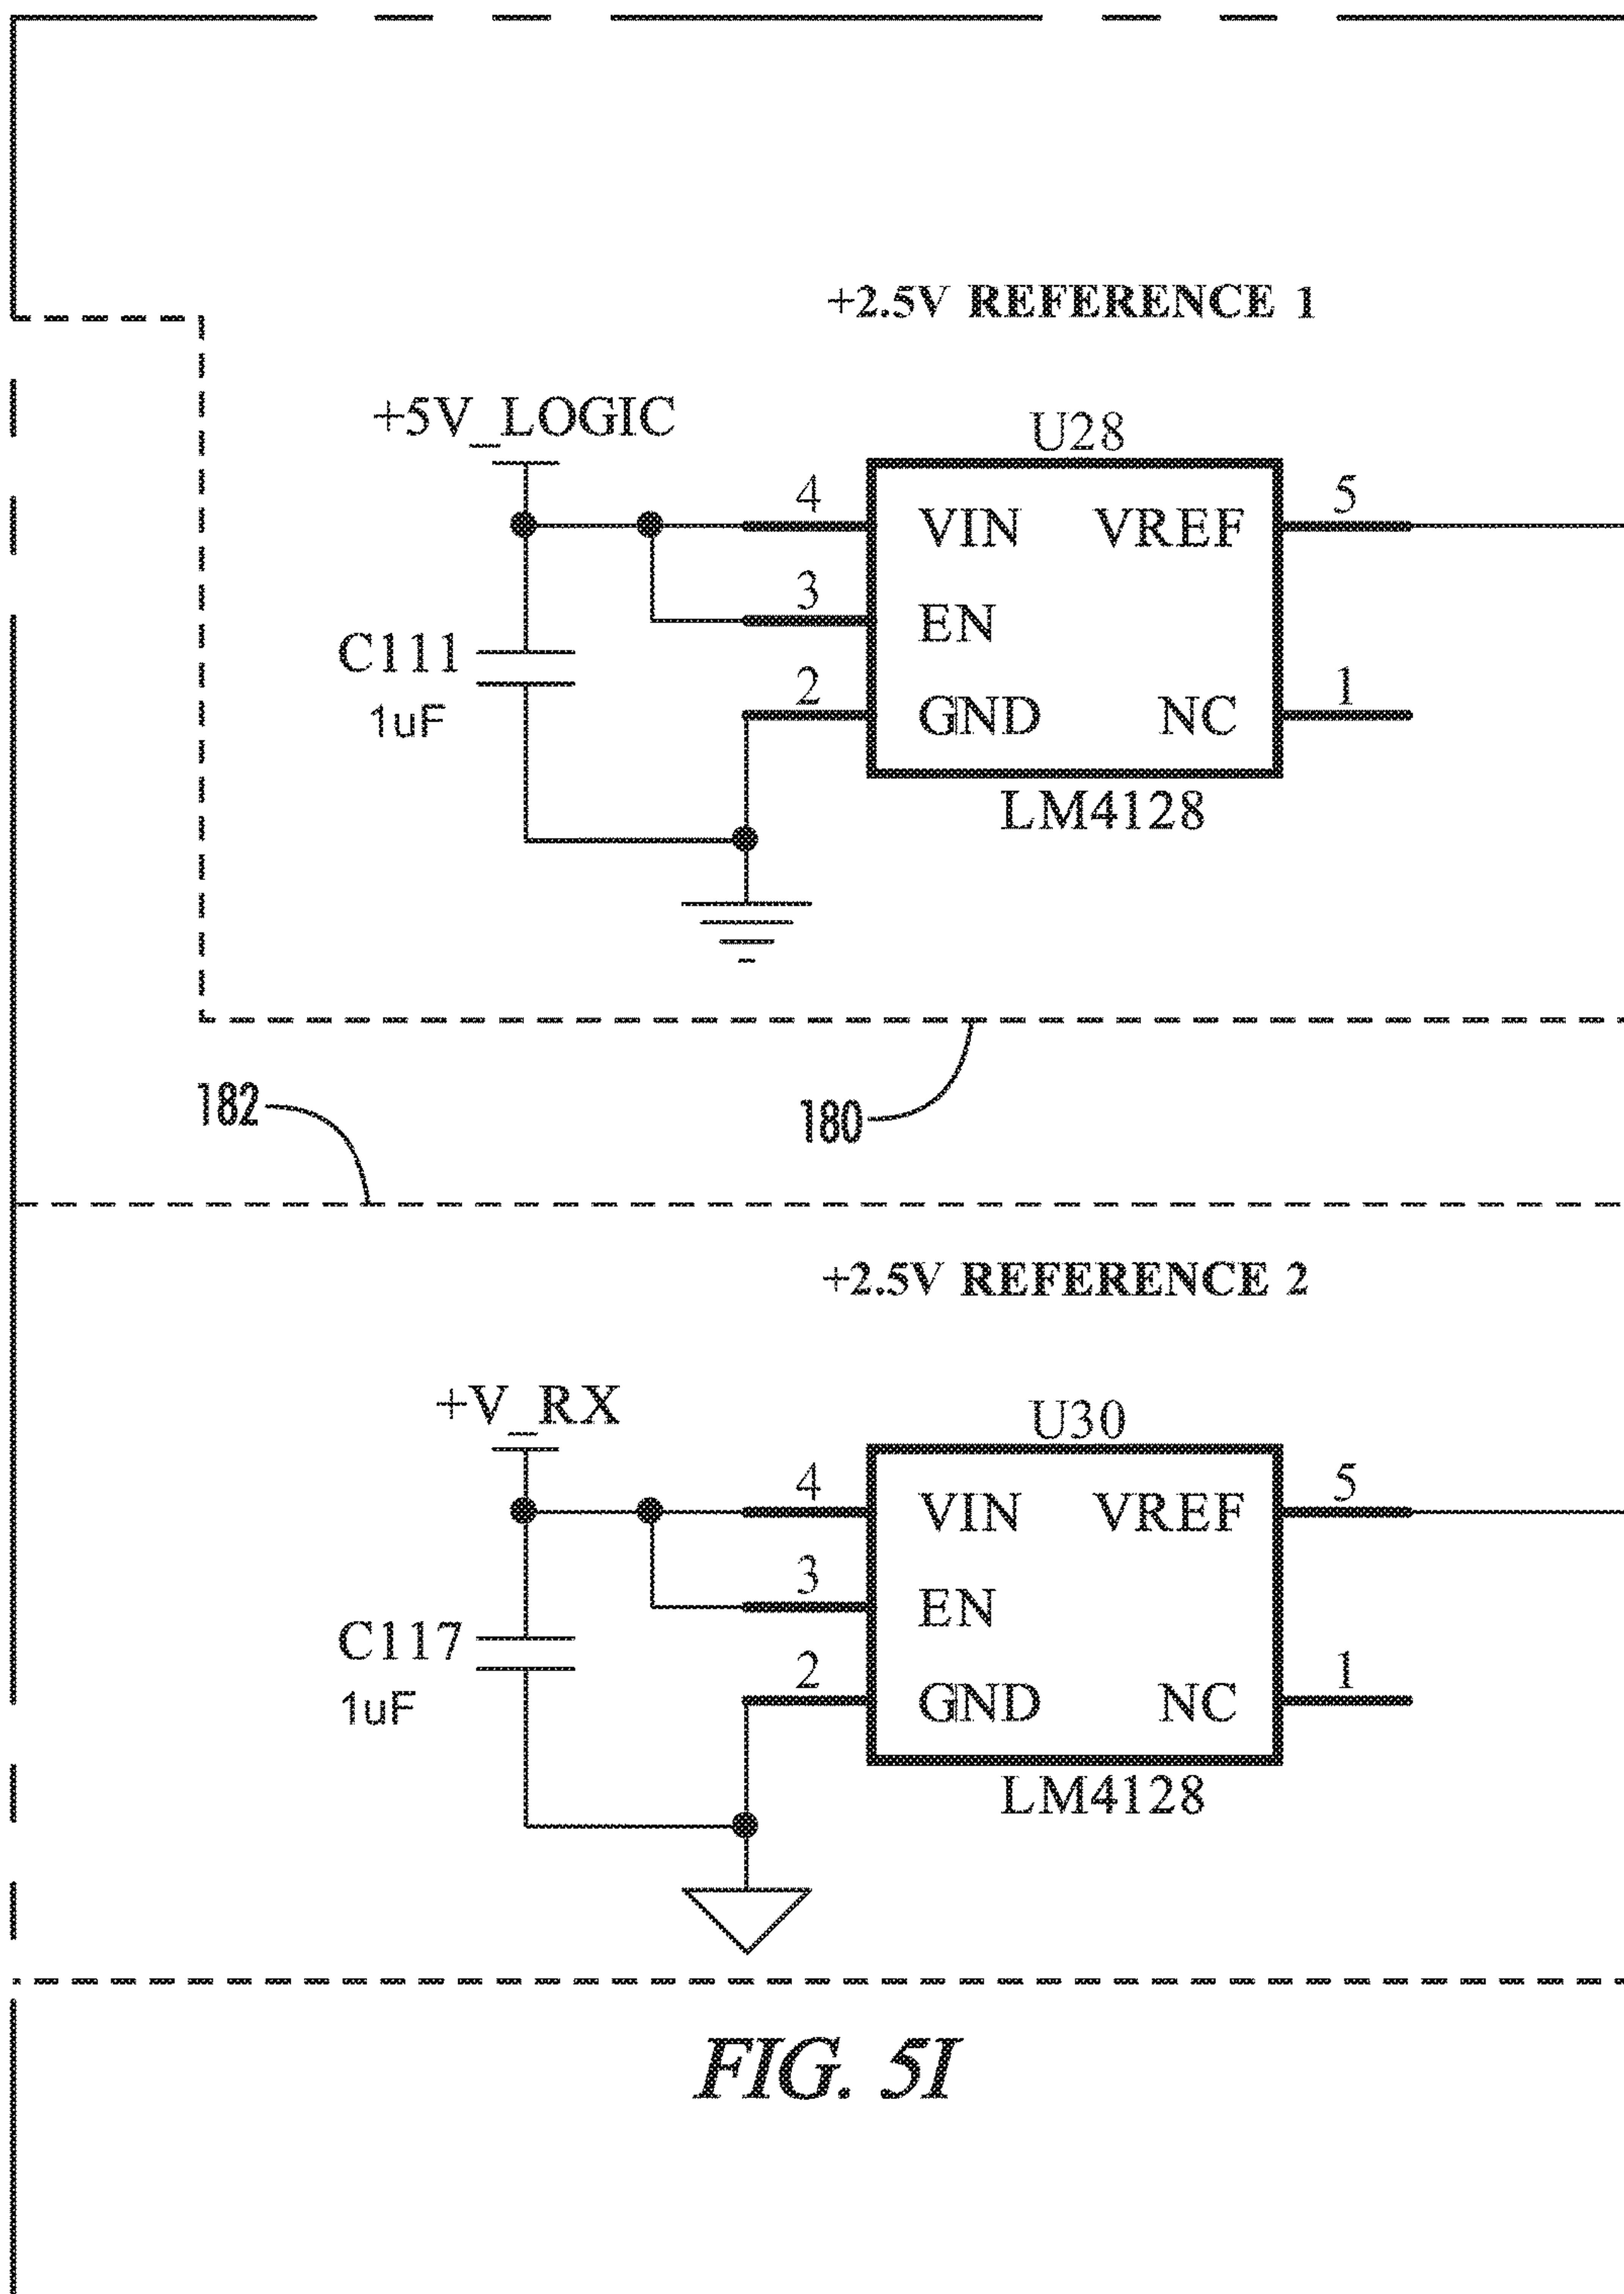 +2.5V REFERENCE 1
+5V_LOGIC
U28
4
VIN
VREF
5
3
EN
C111
1uF
2
GND
NC
1
LM4128
182
180
+2.5V REFERENCE 2
+V_RX
U30
4
VIN
VREF
5
3
EN
C117
1uF
2
GND
NC
1
LM4128
FIG. 5I